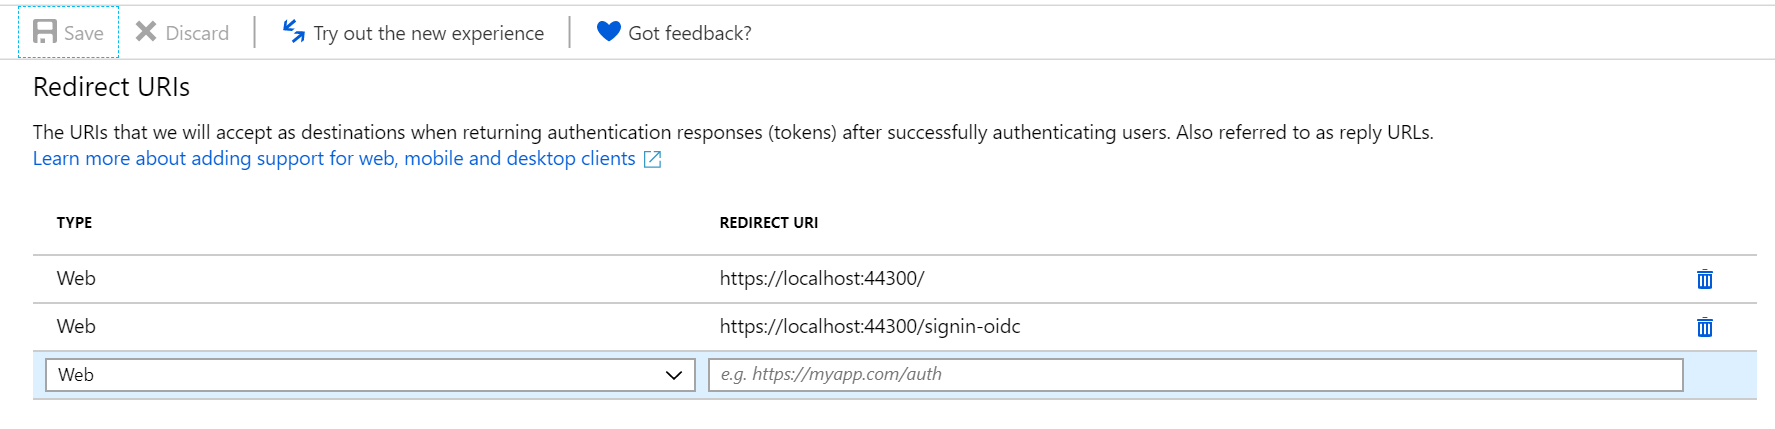 Save Discard Try out the new experience Got feedback?
Redirect URIs
The URIs that we will accept as destinations when returning authentication responses (tokens) after successfully authenticating users. Also referred to as reply URLs.
Learn more about adding support for web, mobile and desktop clients
TYPE REDIRECT URI
Web https://localhost:44300/
Web https://localhost:44300/signin-oidc
Web e.g. https://myapp.com/auth